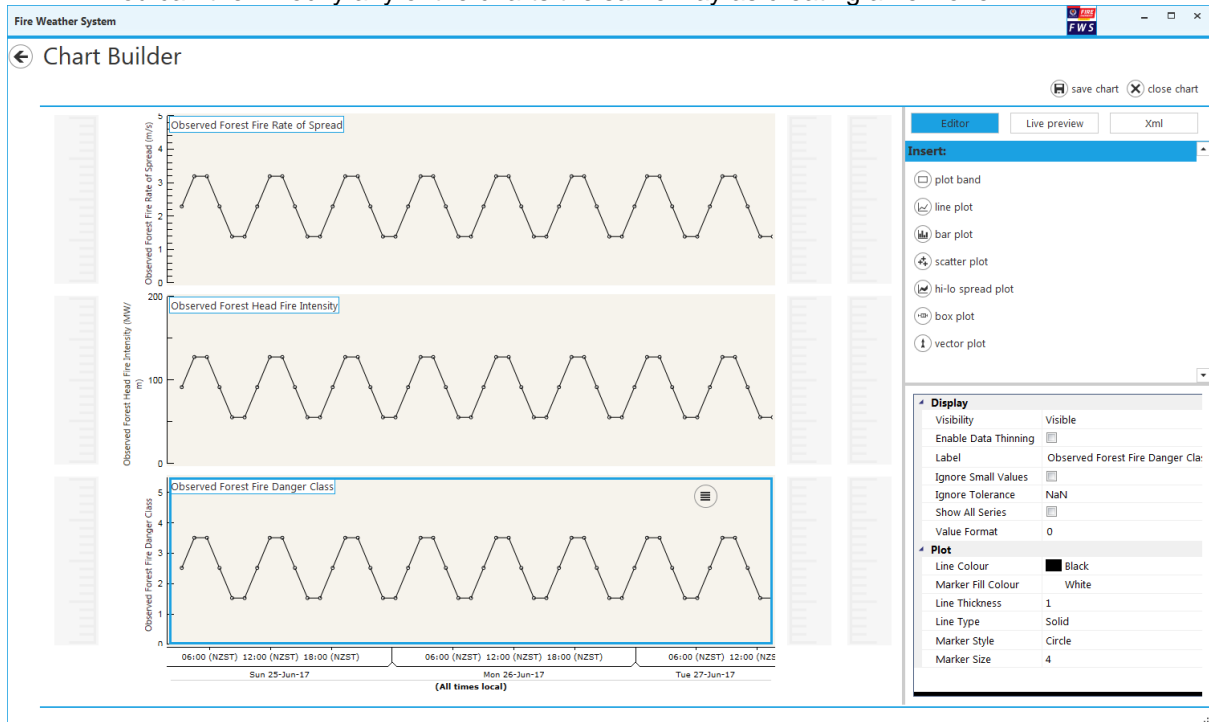 Fire Weather System
FIRE
FWS
Chart Builder
save chart
close chart
Editor
Live preview
Xml
Insert:
plot band
line plot
bar plot
scatter plot
hi-lo spread plot
box plot
vector plot
Observed Forest Fire Rate of Spread
Observed Forest Fire Rate of Spread (m/s)
5
4
3
2
1
0
Observed Forest Head Fire Intensity
Observed Forest Head Fire Intensity (MW/
m)
200
100
0
Observed Forest Fire Danger Class
Observed Forest Fire Danger Class
5
4
3
2
1
0
06:00 (NZST) 12:00 (NZST) 18:00 (NZST) 06:00 (NZST) 12:00 (NZST) 18:00 (NZST) 06:00 (NZST) 12:00 (NZS
Sun 25-Jun-17 Mon 26-Jun-17 Tue 27-Jun-17
(All times local)
Display
Visibility Visible
Enable Data Thinning
Label Observed Forest Fire Danger Clas
Ignore Small Values
Ignore Tolerance NaN
Show All Series
Value Format 0
Plot
Line Colour Black
Marker Fill Colour White
Line Thickness 1
Line Type Solid
Marker Style Circle
Marker Size 4